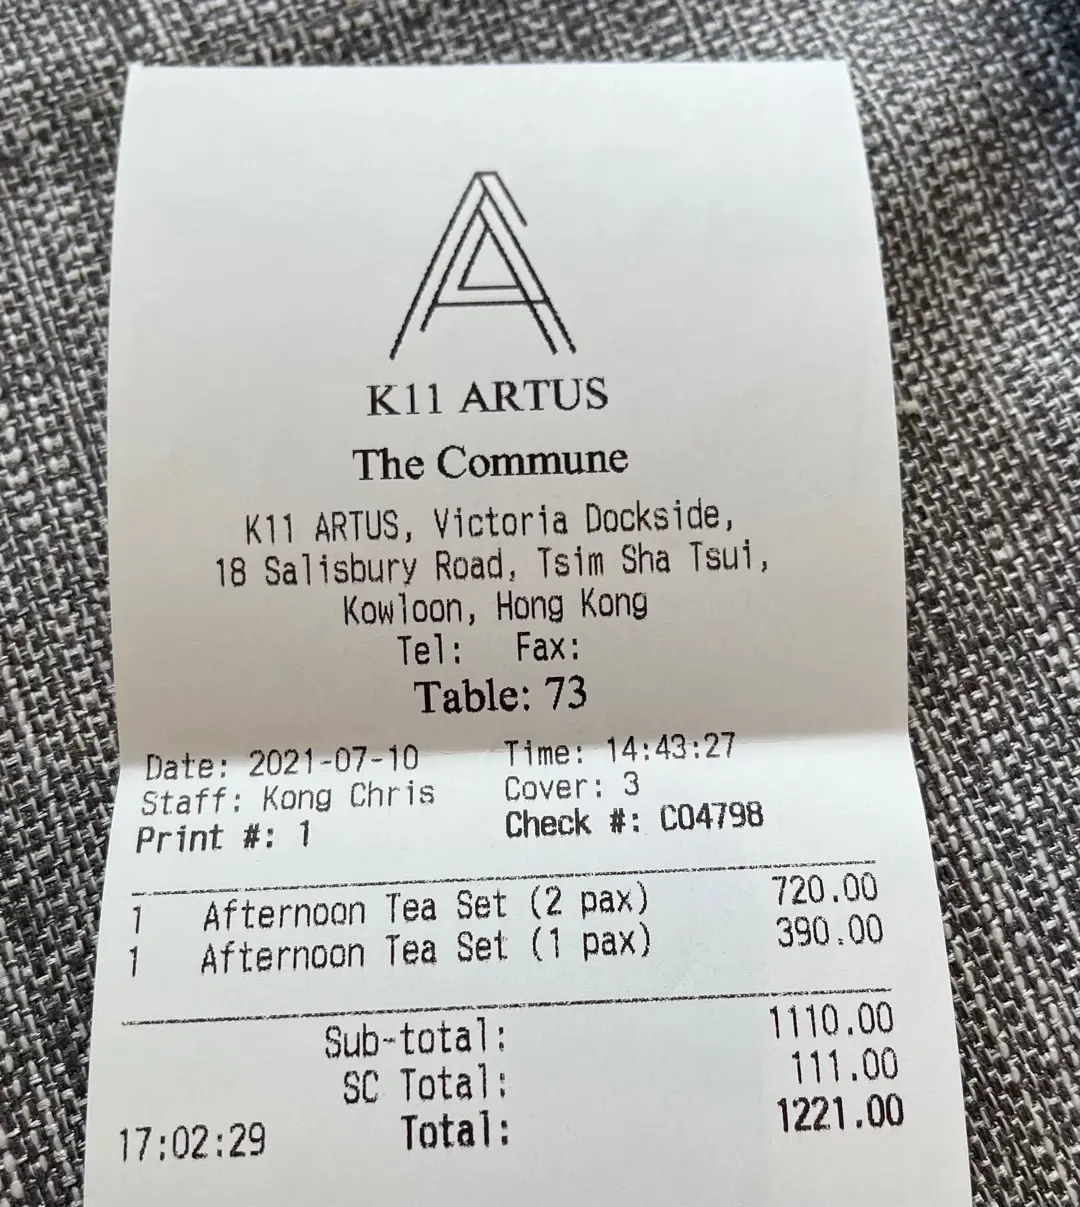 K11 ARTUS
The Commune
K11 ARTUS, Victoria Dockside,
18 Salisbury Road, Tsim Sha Tsui,
Kowloon, Hong Kong
Tel: Fax:
Table: 73
Date: 2021-07-10 Time: 14:43:27
Staff: Kong Chris Cover: 3
Print #: 1 Check #: C04798
1 Afternoon Tea Set (2 pax) 720.00
1 Afternoon Tea Set (1 pax) 390.00
Sub-total: 1110.00
SC Total: 111.00
17:02:29 Total: 1221.00